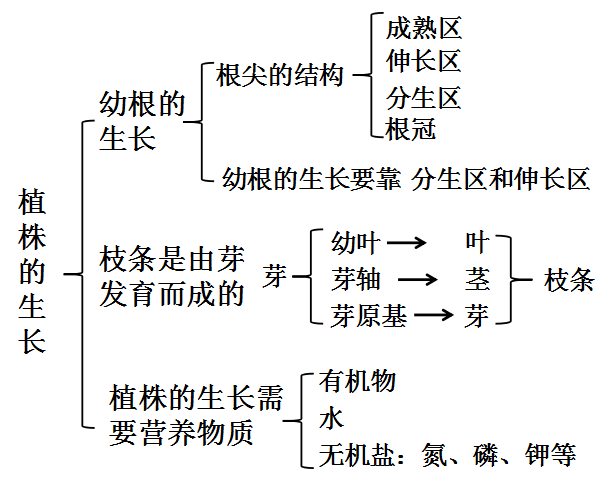 植株的生长
幼根的
生长
根尖的结构
成熟区
伸长区
分生区
根冠
幼根的生长要靠 分生区和伸长区
枝条是由芽
发育而成的
芽
幼叶 叶
芽轴 茎
芽原基 芽
枝条
植株的生长需
要营养物质
有机物
水
无机盐：氮、磷、钾等